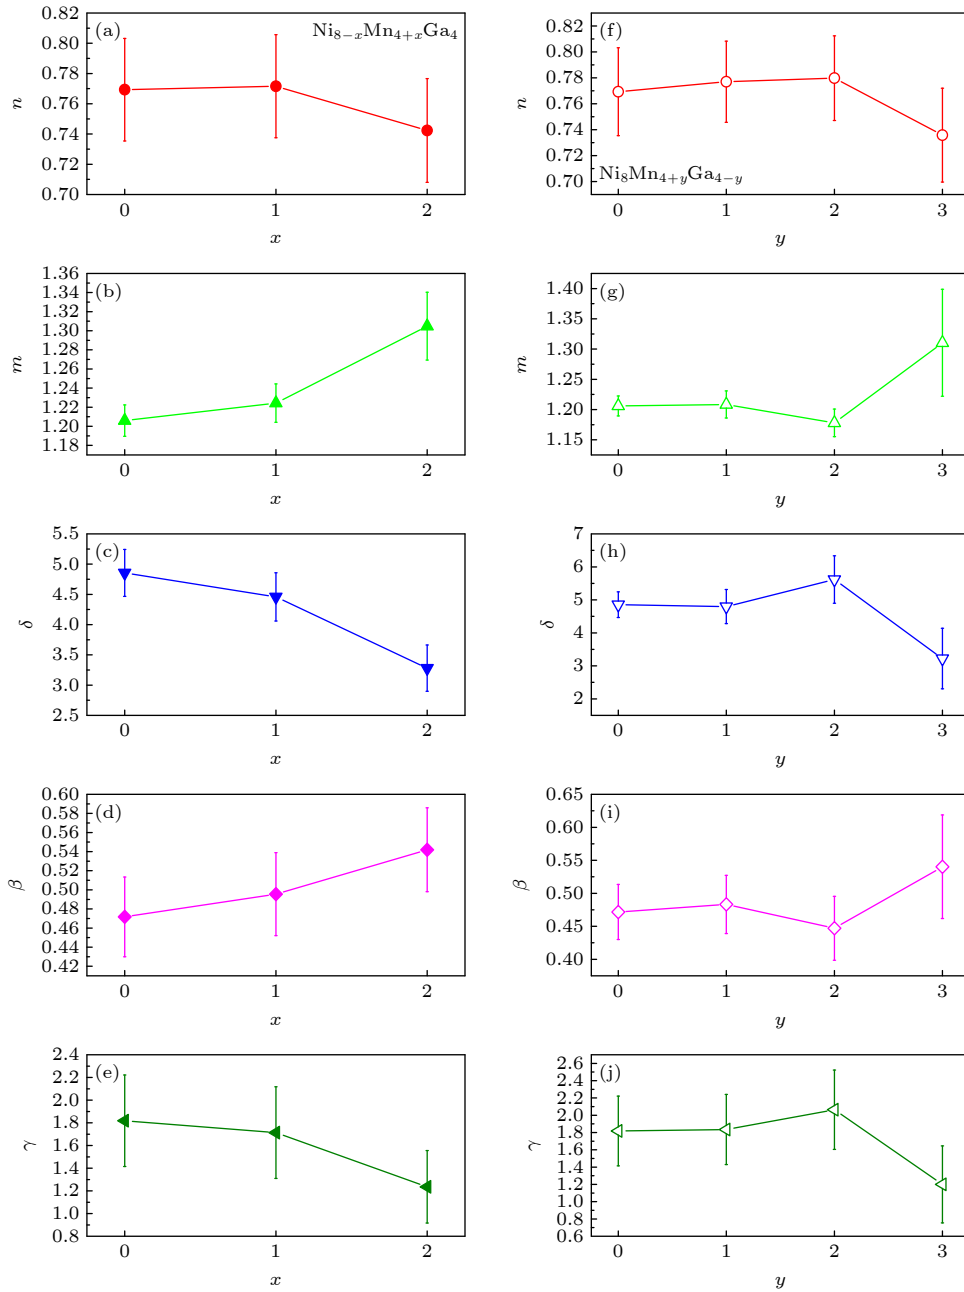 (a) Ni₈₋ₓMn₄₊ₓGa₄
n
0.82
0.80
0.78
0.76
0.74
0.72
0.70
0 1 2
x
(f)
n
0.82
0.80
0.78
0.76
0.74
0.72
0.70
Ni₈Mn₄₊yGa₄₋y
0 1 2 3
y
(b)
m
1.36
1.34
1.32
1.30
1.28
1.26
1.24
1.22
1.20
1.18
0 1 2
x
(g)
m
1.40
1.35
1.30
1.25
1.20
1.15
0 1 2 3
y
(c)
δ
5.5
5.0
4.5
4.0
3.5
3.0
2.5
0 1 2
x
(h)
δ
7
6
5
4
3
2
0 1 2 3
y
(d)
β
0.60
0.58
0.56
0.54
0.52
0.50
0.48
0.46
0.44
0.42
0 1 2
x
(i)
β
0.65
0.60
0.55
0.50
0.45
0.40
0 1 2 3
y
(e)
γ
2.4
2.2
2.0
1.8
1.6
1.4
1.2
1.0
0.8
0 1 2
x
(j)
γ
2.6
2.4
2.2
2.0
1.8
1.6
1.4
1.2
1.0
0.8
0.6
0 1 2 3
y